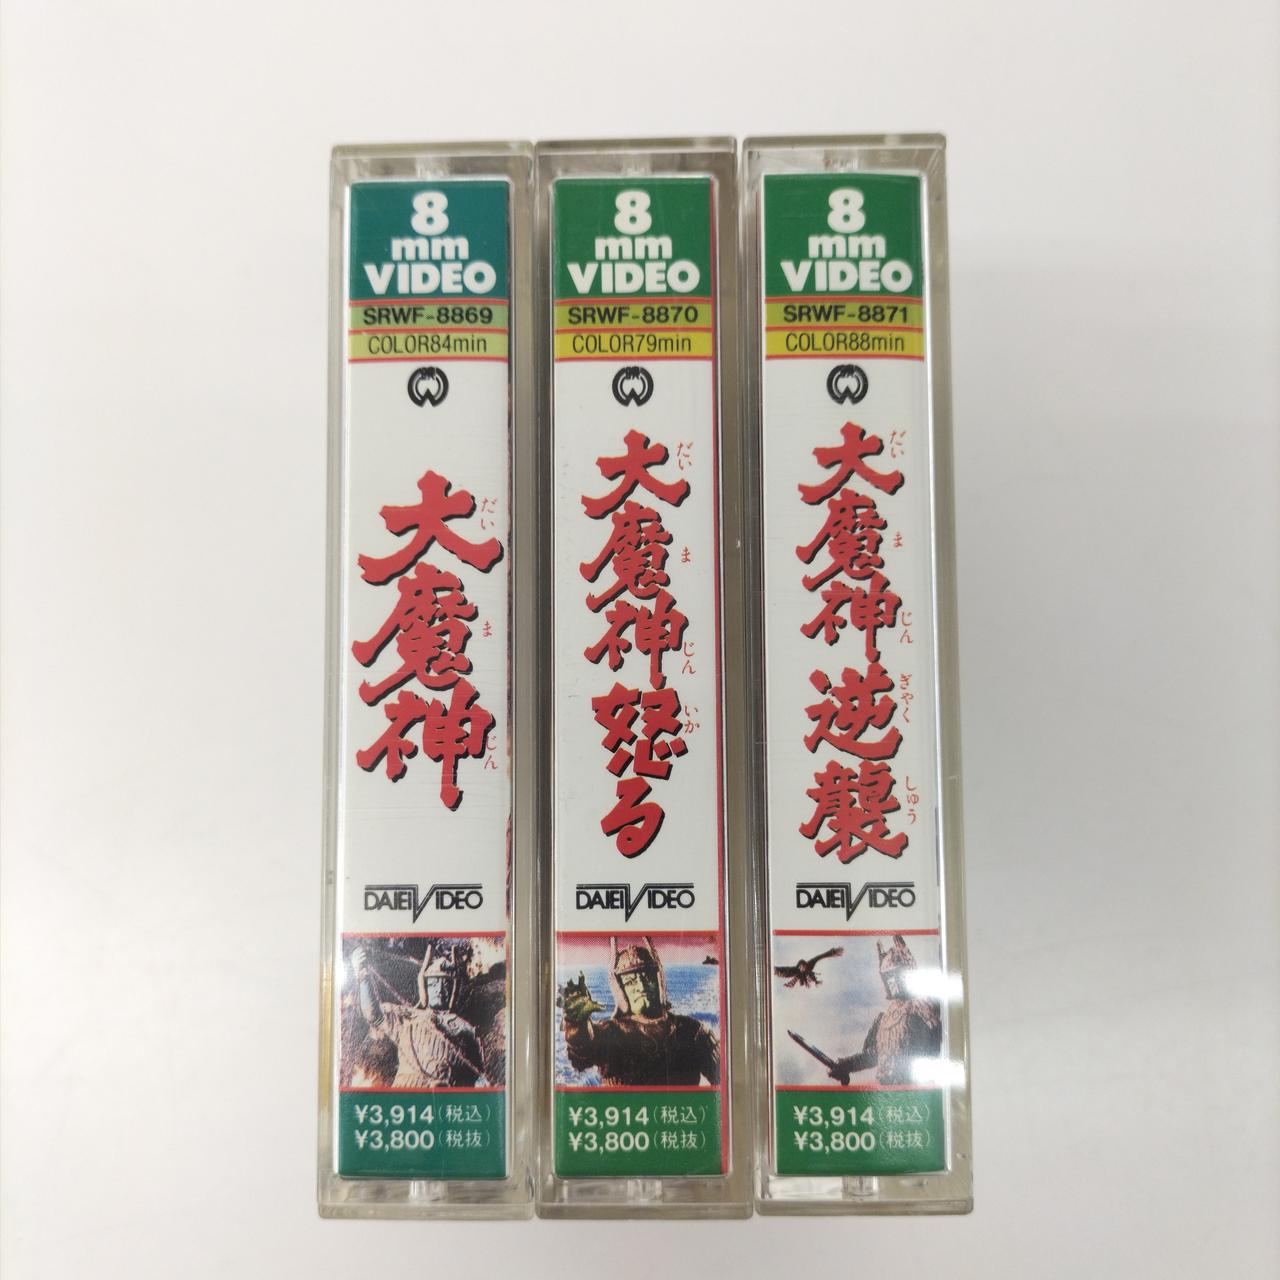 8
mm
VIDEO
SRWF-8869
COLOR84min
大魔神
だいまじん
DAIEI VIDEO
¥3,914(税込)
¥3,800(税抜)
8
mm
VIDEO
SRWF-8870
COLOR79min
大魔神怒る
だいまじんいか
DAIEI VIDEO
¥3,914(税込)
¥3,800(税抜)
8
mm
VIDEO
SRWF-8871
COLOR88min
大魔神逆襲
だいまじんぎゃくしゅう
DAIEI VIDEO
¥3,914(税込)
¥3,800(税抜)